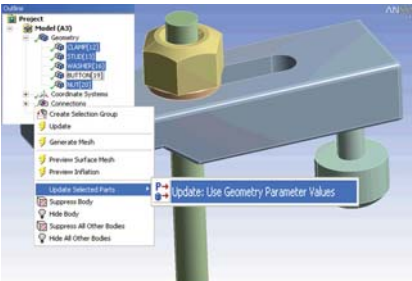 Outline
ANS
Project
Model (A3)
Geometry
CLAMP[12]
STUD[13]
WASHER[16]
BUTTON[19]
NUT[20]
Coordinate Systems
Connections
Create Selection Group
Update
Generate Mesh
Preview Surface Mesh
Preview Inflation
Update Selected Parts
Update: Use Geometry Parameter Values
Suppress Body
Hide Body
Suppress All Other Bodies
Hide All Other Bodies